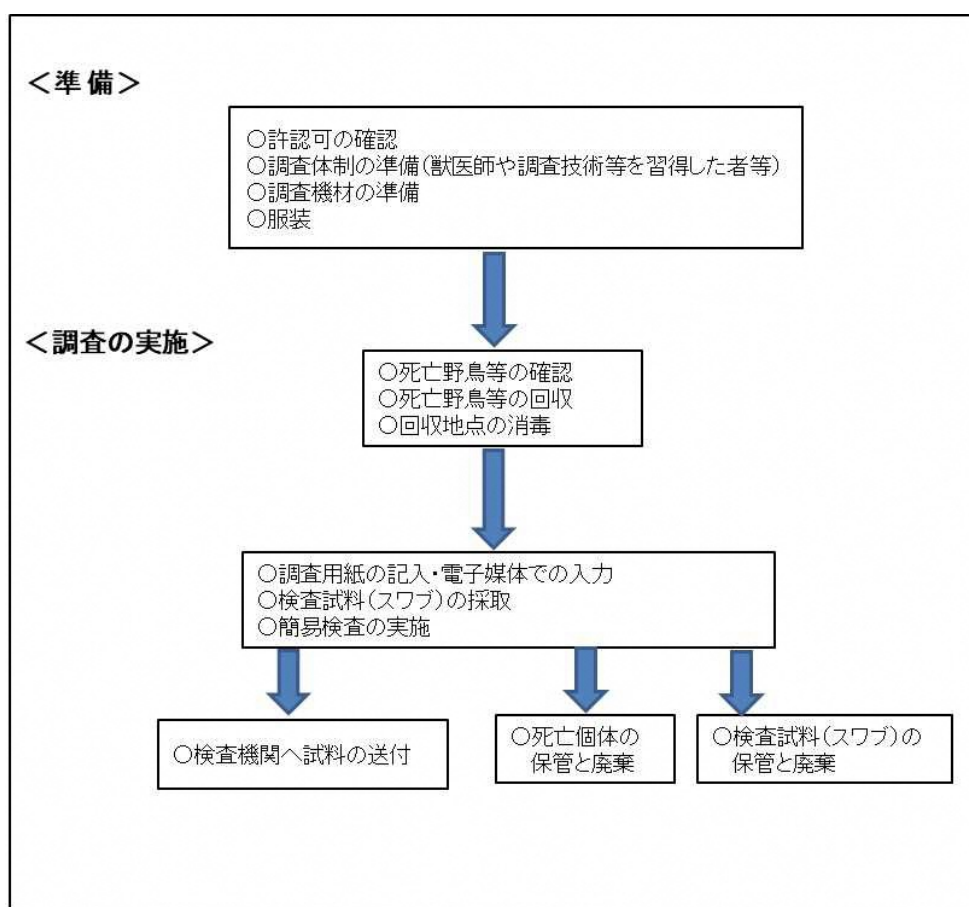 ＜準 備＞
○許認可の確認
○調査体制の準備(獣医師や調査技術等を習得した者等)
○調査機材の準備
○服装
＜調査の実施＞
○死亡野鳥等の確認
○死亡野鳥等の回収
○回収地点の消毒
○調査用紙の記入・電子媒体での入力
○検査試料(スワブ)の採取
○簡易検査の実施
○検査機関へ試料の送付
○死亡個体の
保管と廃棄
○検査試料(スワブ)の
保管と廃棄